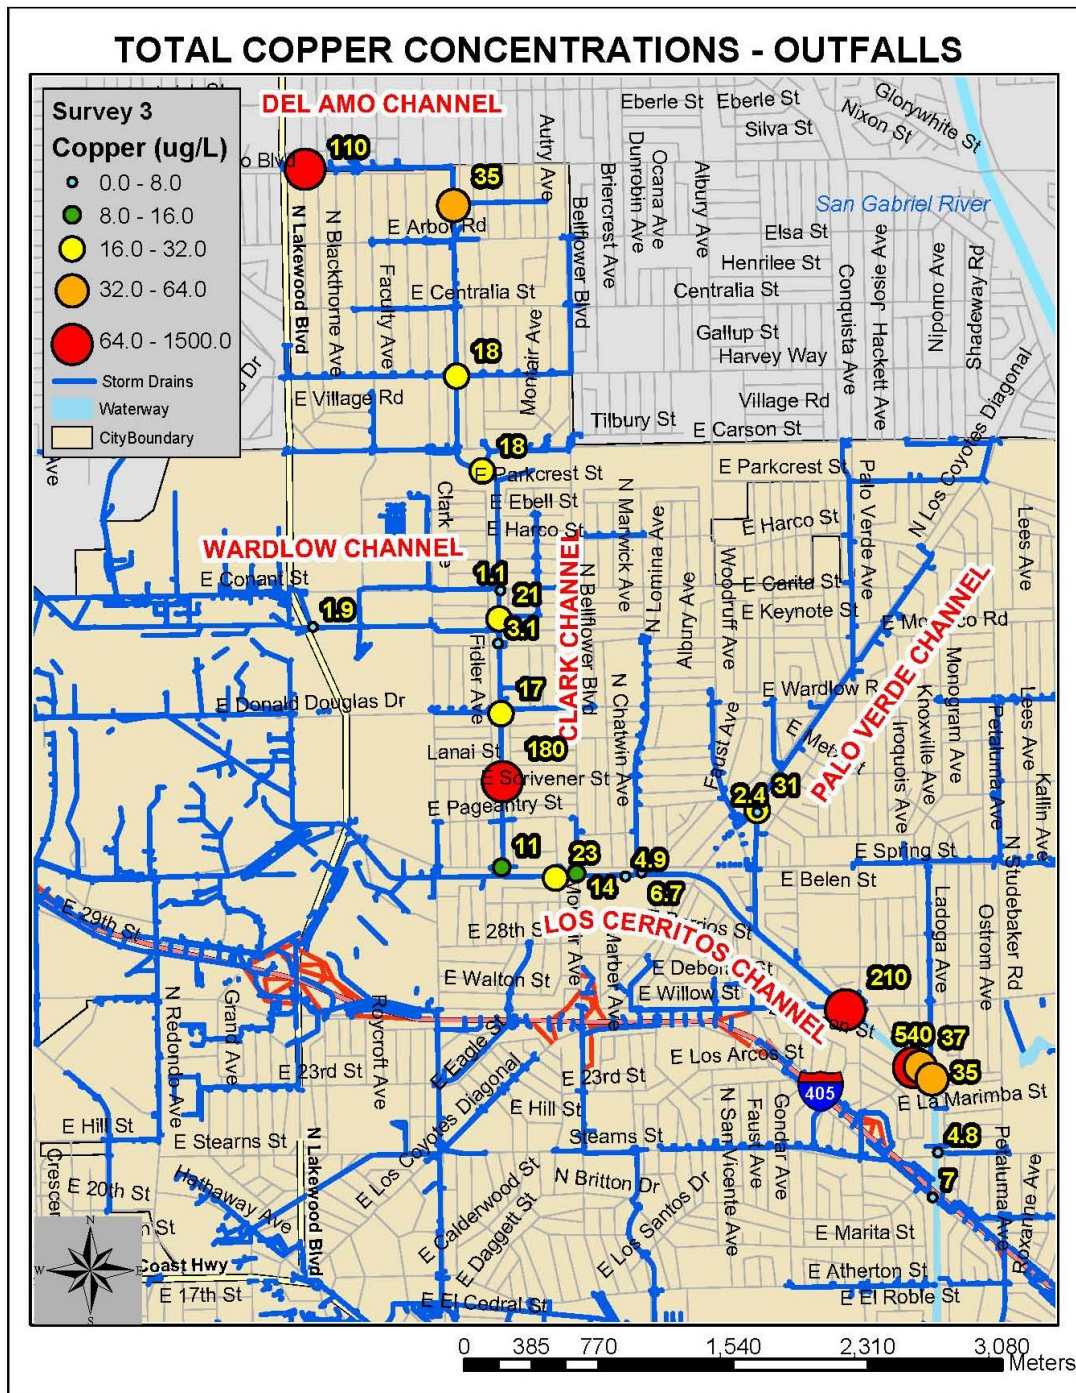 TOTAL COPPER CONCENTRATIONS - OUTFALLS
Survey 3
Copper (ug/L)
0.0 - 8.0
8.0 - 16.0
16.0 - 32.0
32.0 - 64.0
64.0 - 1500.0
Storm Drains
Waterway
CityBoundary
DEL AMO CHANNEL
110
35
Autry Ave
Eberle St
Eberle St
Silva St
Nixon St
Glorywhite St
San Gabriel River
Briercrest Ave
Dunrobin Ave
Ocana Ave
Albury Ave
Bellflower Blvd
N Lakewood Blvd
N Blackthorne Ave
Faculty Ave
E Arbor Rd
E Centralia St
Elsa St
Henrilee St
Centralia St
Gallup St
Harvey Way
Conquista Ave
Josie Ave
Hackett Ave
Nipomo Ave
Shadeway Rd
18
Montair Ave
E Village Rd
Village Rd
Tilbury St
E Carson St
N Los Coyotes Diagonal
18
E Parkcrest St
E Parkcrest St
E Ebell St
E Harco St
E Harco St
Clark
N Marwick Ave
N Lomina Ave
Palo Verde Ave
Lees Ave
WARDLOW CHANNEL
E Conant St
1.1
21
1.9
3.1
CLARK CHANNEL
N Bellflower Blvd
Albury Ave
Woodruff Ave
E Carita St
E Keynote St
PALO VERDE CHANNEL
Fidler Ave
17
E Donald Douglas Dr
E Wardlow R
Monogram Ave
Knoxville Ave
Iroquois Ave
Petaluma Ave
Lees Ave
Kallin Ave
Lanai St
180
E Scrivener St
E Pageantry St
N Chatwin Ave
Faust Ave
2.4
31
11
23
14
4.9
6.7
E Spring St
E Belen St
N Studebaker Rd
Ladoga Ave
Ostrom Ave
E 29th St
E 28th S
LOS CERRITOS CHANNEL
E Walton St
Marber Ave
E Willow St
210
N Redondo Ave
Grand Ave
Roycroft Ave
E Eagle St
E Los Arcos St
540
37
35
E La Marimba St
405
E 23rd St
E 23rd St
E Hill St
E Hill St
E Stearns St
Stearns St
E Los Coyotes Diagonal
N San Vicente Ave
Faust Ave
Gondar Ave
4.8
7
Petaluma Ave
Roxanne Ave
N Lakewood Blvd
Crescen
E 20th St
Hathaway Ave
E Calderwood St
E Daggett St
N Britton Dr
E Los Santos Dr
E Marita St
E Atherton St
E El Roble St
Coast Hwy
E 17th St
E El Cedral St
N
W
E
S
0 385 770 1,540 2,310 3,080
Meters